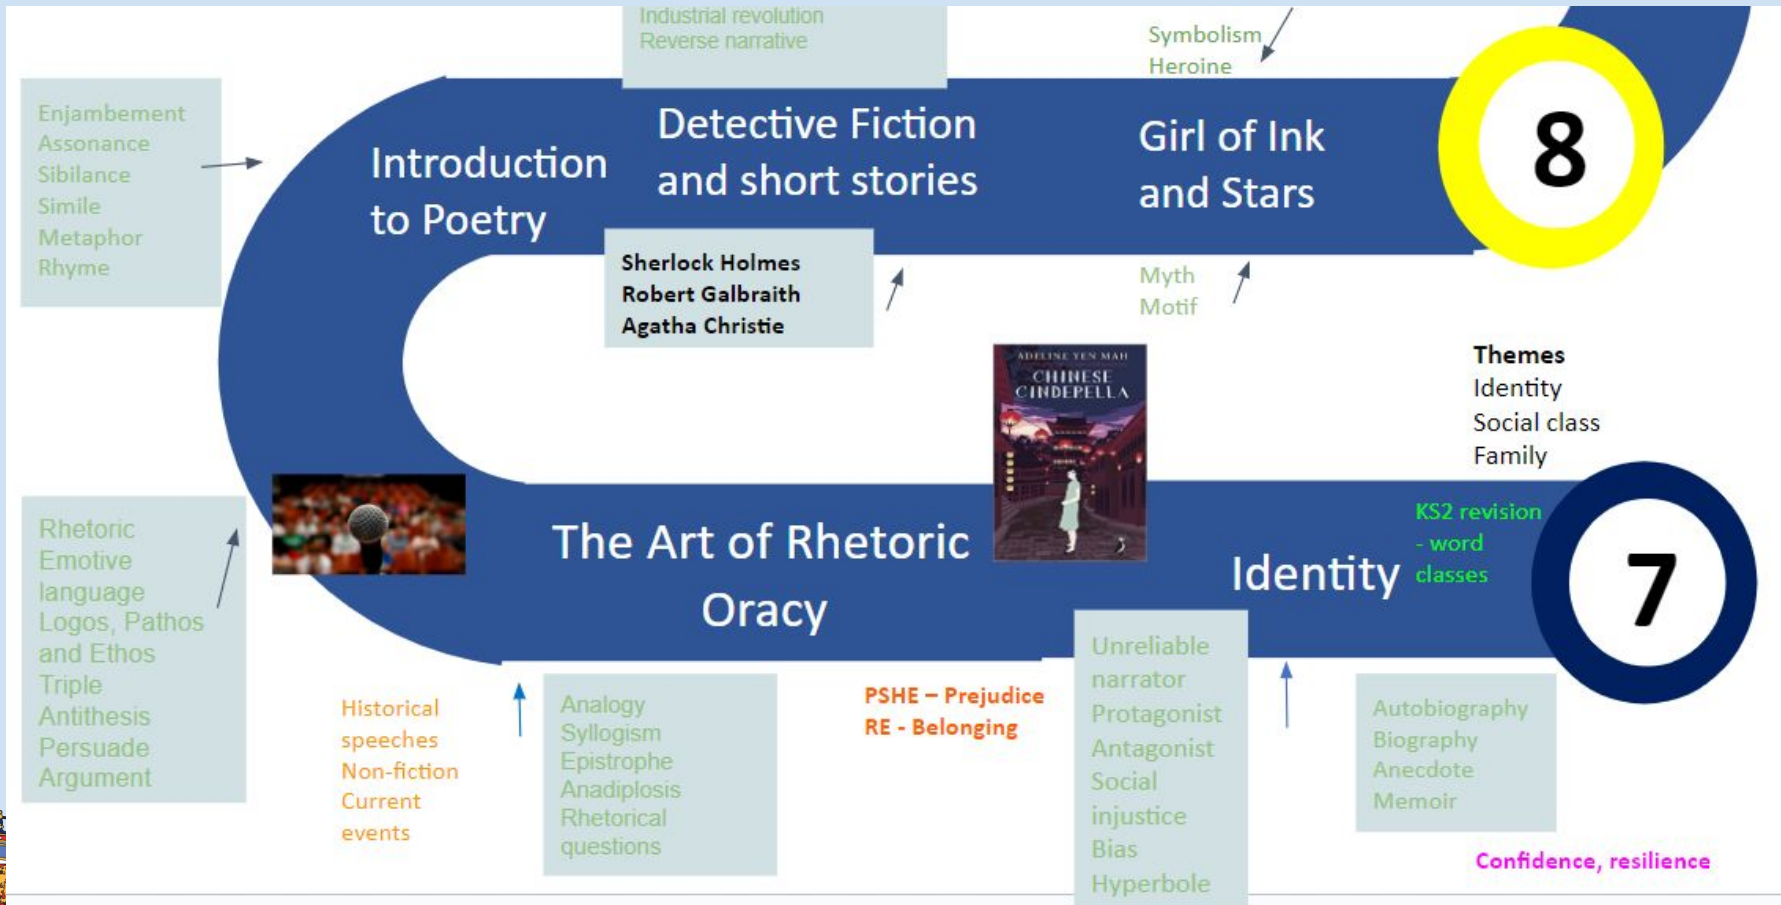 Industrial revolution
Reverse narrative
Symbolism
Heroine
Enjambement
Assonance
Sibilance
Simile
Metaphor
Rhyme
Introduction
to Poetry
Detective Fiction
and short stories
Girl of Ink
and Stars
8
Sherlock Holmes
Robert Galbraith
Agatha Christie
Myth
Motif
ADELINE YEN MAH
CHINESE
CINDERELLA
Themes
Identity
Social class
Family
Rhetoric
Emotive
language
Logos, Pathos
and Ethos
Triple
Antithesis
Persuade
Argument
The Art of Rhetoric
Oracy
Identity
KS2 revision
- word
classes
7
Historical
speeches
Non-fiction
Current
events
Analogy
Syllogism
Epistrophe
Anadiplosis
Rhetorical
questions
PSHE – Prejudice
RE - Belonging
Unreliable
narrator
Protagonist
Antagonist
Social
injustice
Bias
Hyperbole
Autobiography
Biography
Anecdote
Memoir
Confidence, resilience